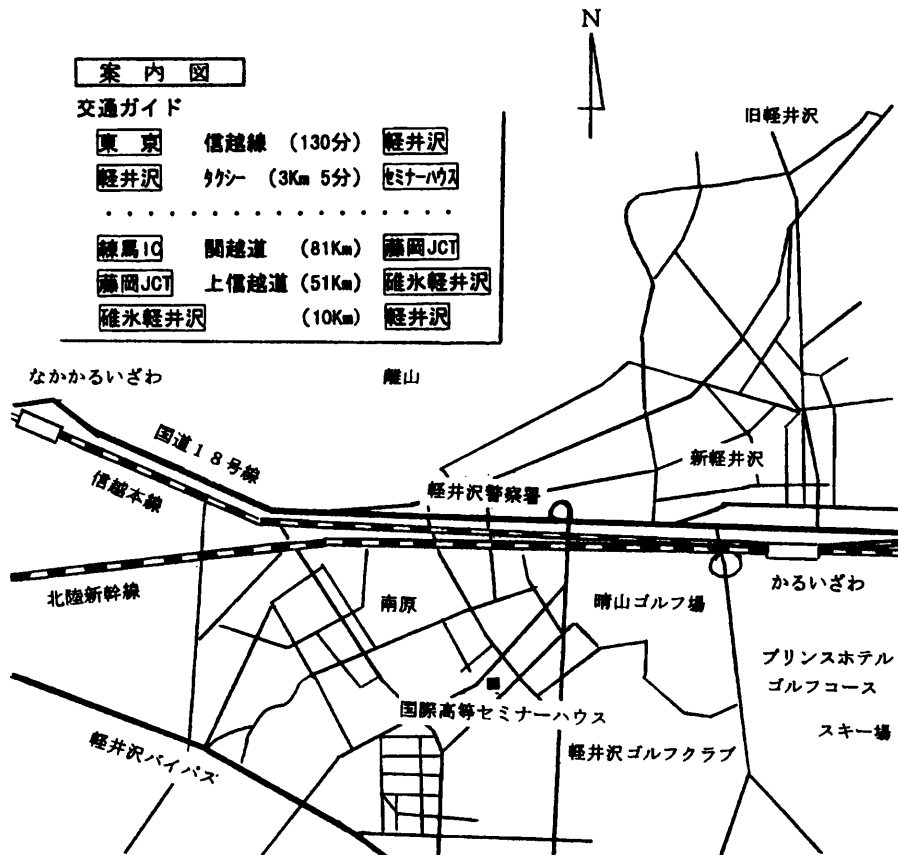 N
案内図
交通ガイド
東京 信越線 (130分) 軽井沢
軽井沢 タクシー (3Km 5分) セミナーハウス
・・・・・・・・・・・・・・・・・・
練馬IC 関越道 (81Km) 藤岡JCT
藤岡JCT 上信越道 (51Km) 碓氷軽井沢
碓氷軽井沢 (10Km) 軽井沢
旧軽井沢
なかかるいざわ
離山
国道18号線
信越本線
新軽井沢
軽井沢警察署
北陸新幹線
かるいざわ
南原
晴山ゴルフ場
プリンスホテル
ゴルフコース
国際高等セミナーハウス
スキー場
軽井沢ゴルフクラブ
軽井沢バイパス